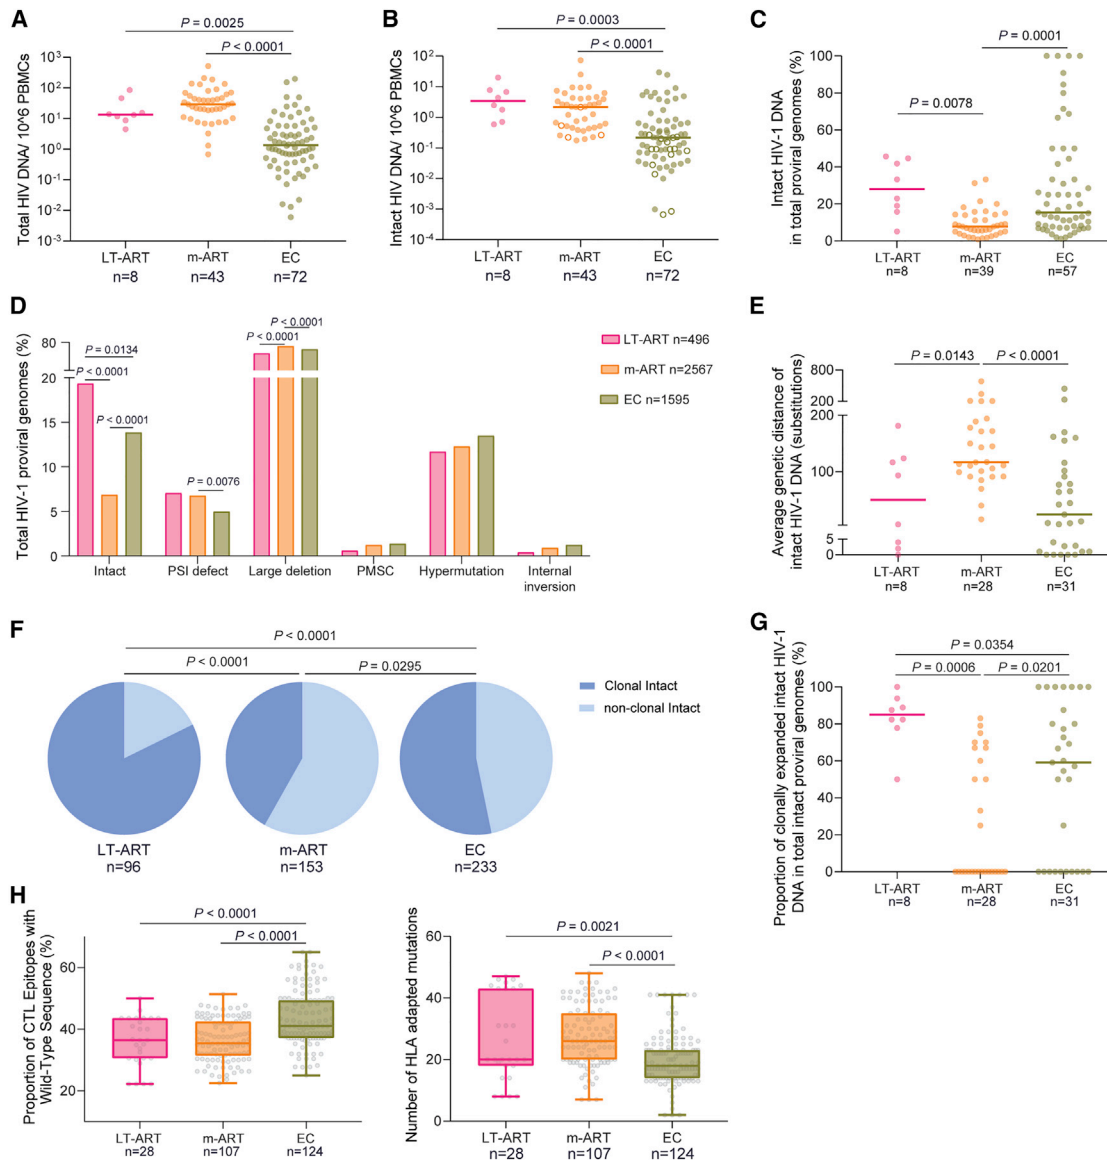 A
Total HIV DNA/ 10^6 PBMCs
P = 0.0025
P < 0.0001
10³
10²
10¹
10⁰
10⁻¹
10⁻²
10⁻³
LT-ART m-ART EC
n=8 n=43 n=72
B
Intact HIV DNA/ 10^6 PBMCs
P = 0.0003
P < 0.0001
10²
10¹
10⁰
10⁻¹
10⁻²
10⁻³
10⁻⁴
LT-ART m-ART EC
n=8 n=43 n=72
C
Intact HIV-1 DNA
in total proviral genomes (%)
P = 0.0001
P = 0.0078
100
80
60
40
20
0
LT-ART m-ART EC
n=8 n=39 n=57
D
Total HIV-1 proviral genomes (%)
80
20
15
10
5
0
P = 0.0134
P < 0.0001
P < 0.0001
P = 0.0076
P < 0.0001
P < 0.0001
Intact PSI defect Large deletion PMSC Hypermutation Internal
inversion
LT-ART n=496
m-ART n=2567
EC n=1595
E
Average genetic distance of
intact HIV-1 DNA (substitutions)
P = 0.0143 P < 0.0001
800
200
200
100
5
0
LT-ART m-ART EC
n=8 n=28 n=31
F
P < 0.0001
P < 0.0001 P = 0.0295
LT-ART m-ART EC
n=96 n=153 n=233
Clonal Intact
non-clonal Intact
G
Proportion of clonally expanded intact HIV-1
DNA in total intact proviral genomes (%)
P = 0.0354
P = 0.0006 P = 0.0201
100
80
60
40
20
0
LT-ART m-ART EC
n=8 n=28 n=31
H
Proportion of CTL Epitopes with
Wild-Type Sequence (%)
P < 0.0001
P < 0.0001
60
40
20
LT-ART m-ART EC
n=28 n=107 n=124
Number of HLA adapted mutations
P = 0.0021
P < 0.0001
60
40
20
0
LT-ART m-ART EC
n=28 n=107 n=124